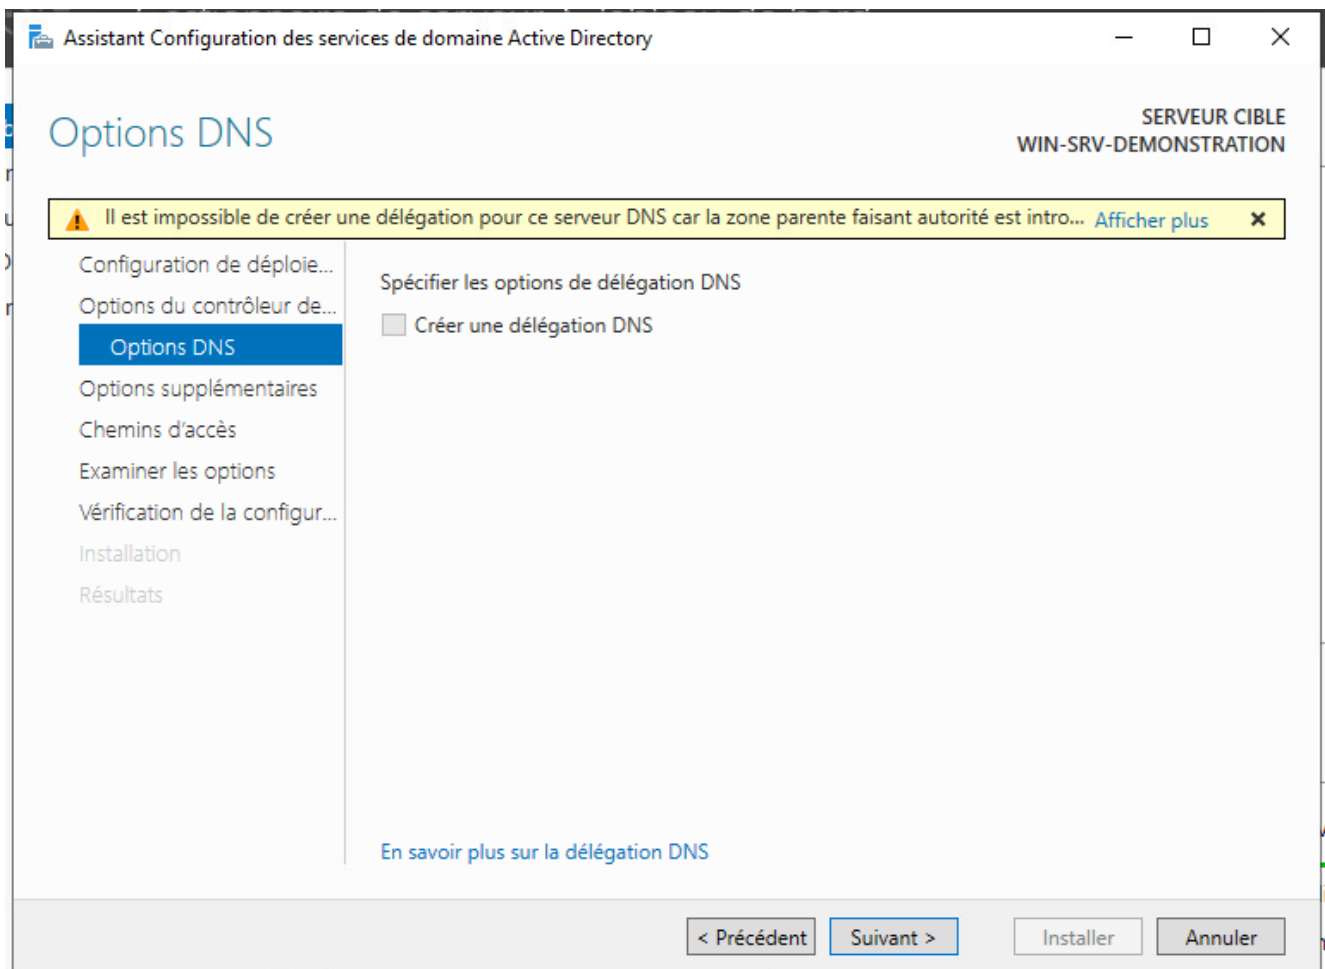 Assistant Configuration des services de domaine Active Directory
Options DNS
SERVEUR CIBLE
WIN-SRV-DEMONSTRATION
Il est impossible de créer une délégation pour ce serveur DNS car la zone parente faisant autorité est intro... Afficher plus
Configuration de déploie...
Options du contrôleur de...
Options DNS
Options supplémentaires
Chemins d'accès
Examiner les options
Vérification de la configur...
Installation
Résultats
Spécifier les options de délégation DNS
Créer une délégation DNS
En savoir plus sur la délégation DNS
< Précédent
Suivant >
Installer
Annuler